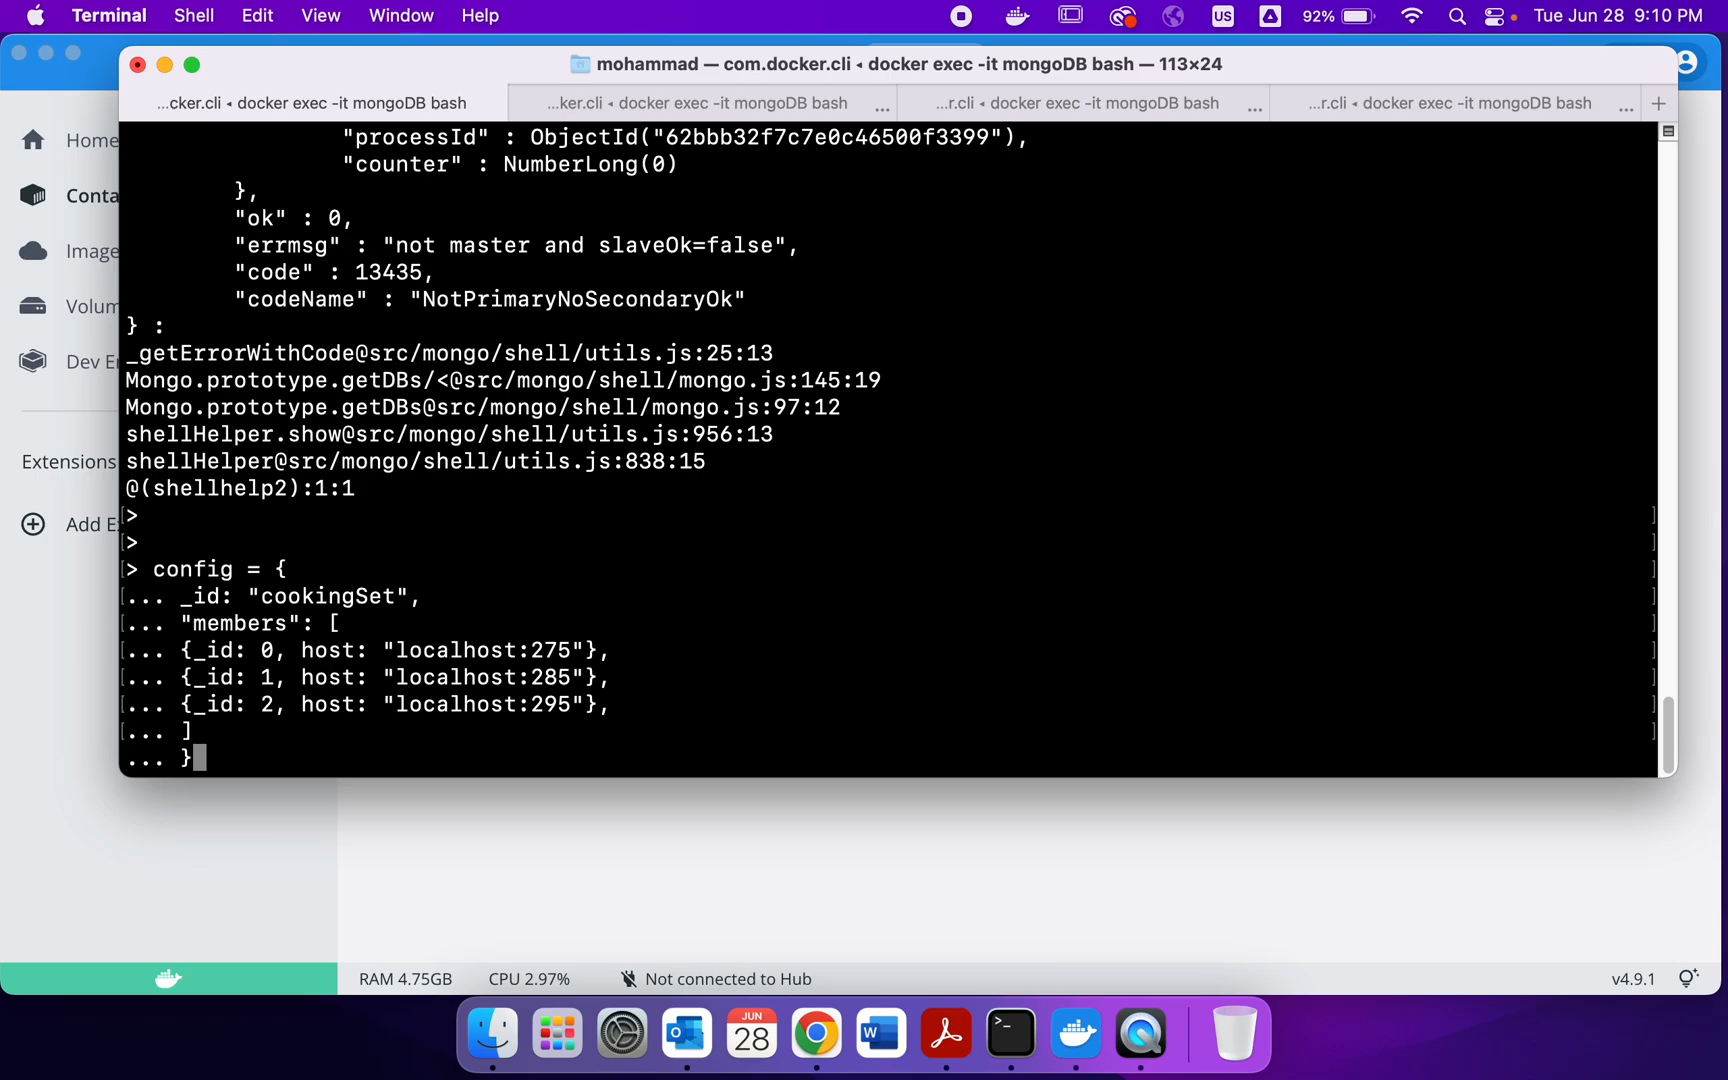 Terminal Shell Edit View Window Help US 92% Tue Jun 28 9:10 PM
mohammad — com.docker.cli ◂ docker exec -it mongoDB bash — 113×24
...cker.cli ◂ docker exec -it mongoDB bash ...ker.cli ◂ docker exec -it mongoDB bash ... ...r.cli ◂ docker exec -it mongoDB bash ... ...r.cli ◂ docker exec -it mongoDB bash ... +
Home
Conta
Image
Volum
Dev En
Extensions
Add E
"processId" : ObjectId("62bbb32f7c7e0c46500f3399"),
"counter" : NumberLong(0)
},
"ok" : 0,
"errmsg" : "not master and slaveOk=false",
"code" : 13435,
"codeName" : "NotPrimaryNoSecondaryOk"
} :
_getErrorWithCode@src/mongo/shell/utils.js:25:13
Mongo.prototype.getDBs/<@src/mongo/shell/mongo.js:145:19
Mongo.prototype.getDBs@src/mongo/shell/mongo.js:97:12
shellHelper.show@src/mongo/shell/utils.js:956:13
shellHelper@src/mongo/shell/utils.js:838:15
@(shellhelp2):1:1
[> ]
[> ]
[> config = { ]
[... _id: "cookingSet", ]
[... "members": [ ]
[... {_id: 0, host: "localhost:275"}, ]
[... {_id: 1, host: "localhost:285"}, ]
[... {_id: 2, host: "localhost:295"}, ]
[... ] ]
... }
RAM 4.75GB CPU 2.97% Not connected to Hub v4.9.1
JUN
28